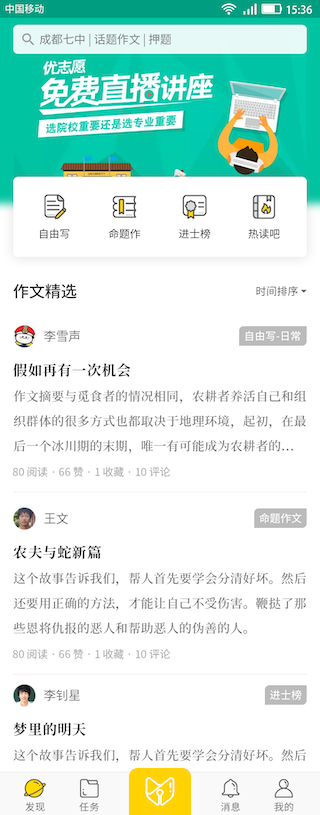 中国移动
15:36
成都七中 | 话题作文 | 押题
优志愿
免费直播讲座
选院校重要还是选专业重要
自由写
命题作
进士榜
热读吧
作文精选
时间排序
李雪声
自由写-日常
假如再有一次机会
作文摘要与觅食者的情况相同，农耕者养活自己和组
织群体的很多方式也都取决于地理环境，起初，在最
后一个冰川期的末期，唯一有可能成为农耕者的...
80 阅读 · 66 赞 · 1 收藏 · 10 评论
王文
命题作文
农夫与蛇新篇
这个故事告诉我们，帮人首先要学会分清好坏。然后
还要用正确的方法，才能让自己不受伤害。鞭挞了那
些恩将仇报的恶人和帮助恶人的伪善的人。
80 阅读 · 66 赞 · 1 收藏 · 10 评论
李钊星
进士榜
梦里的明天
这个故事告诉我们，帮人首先要学会分清好坏。然后
发现
任务
消息
我的